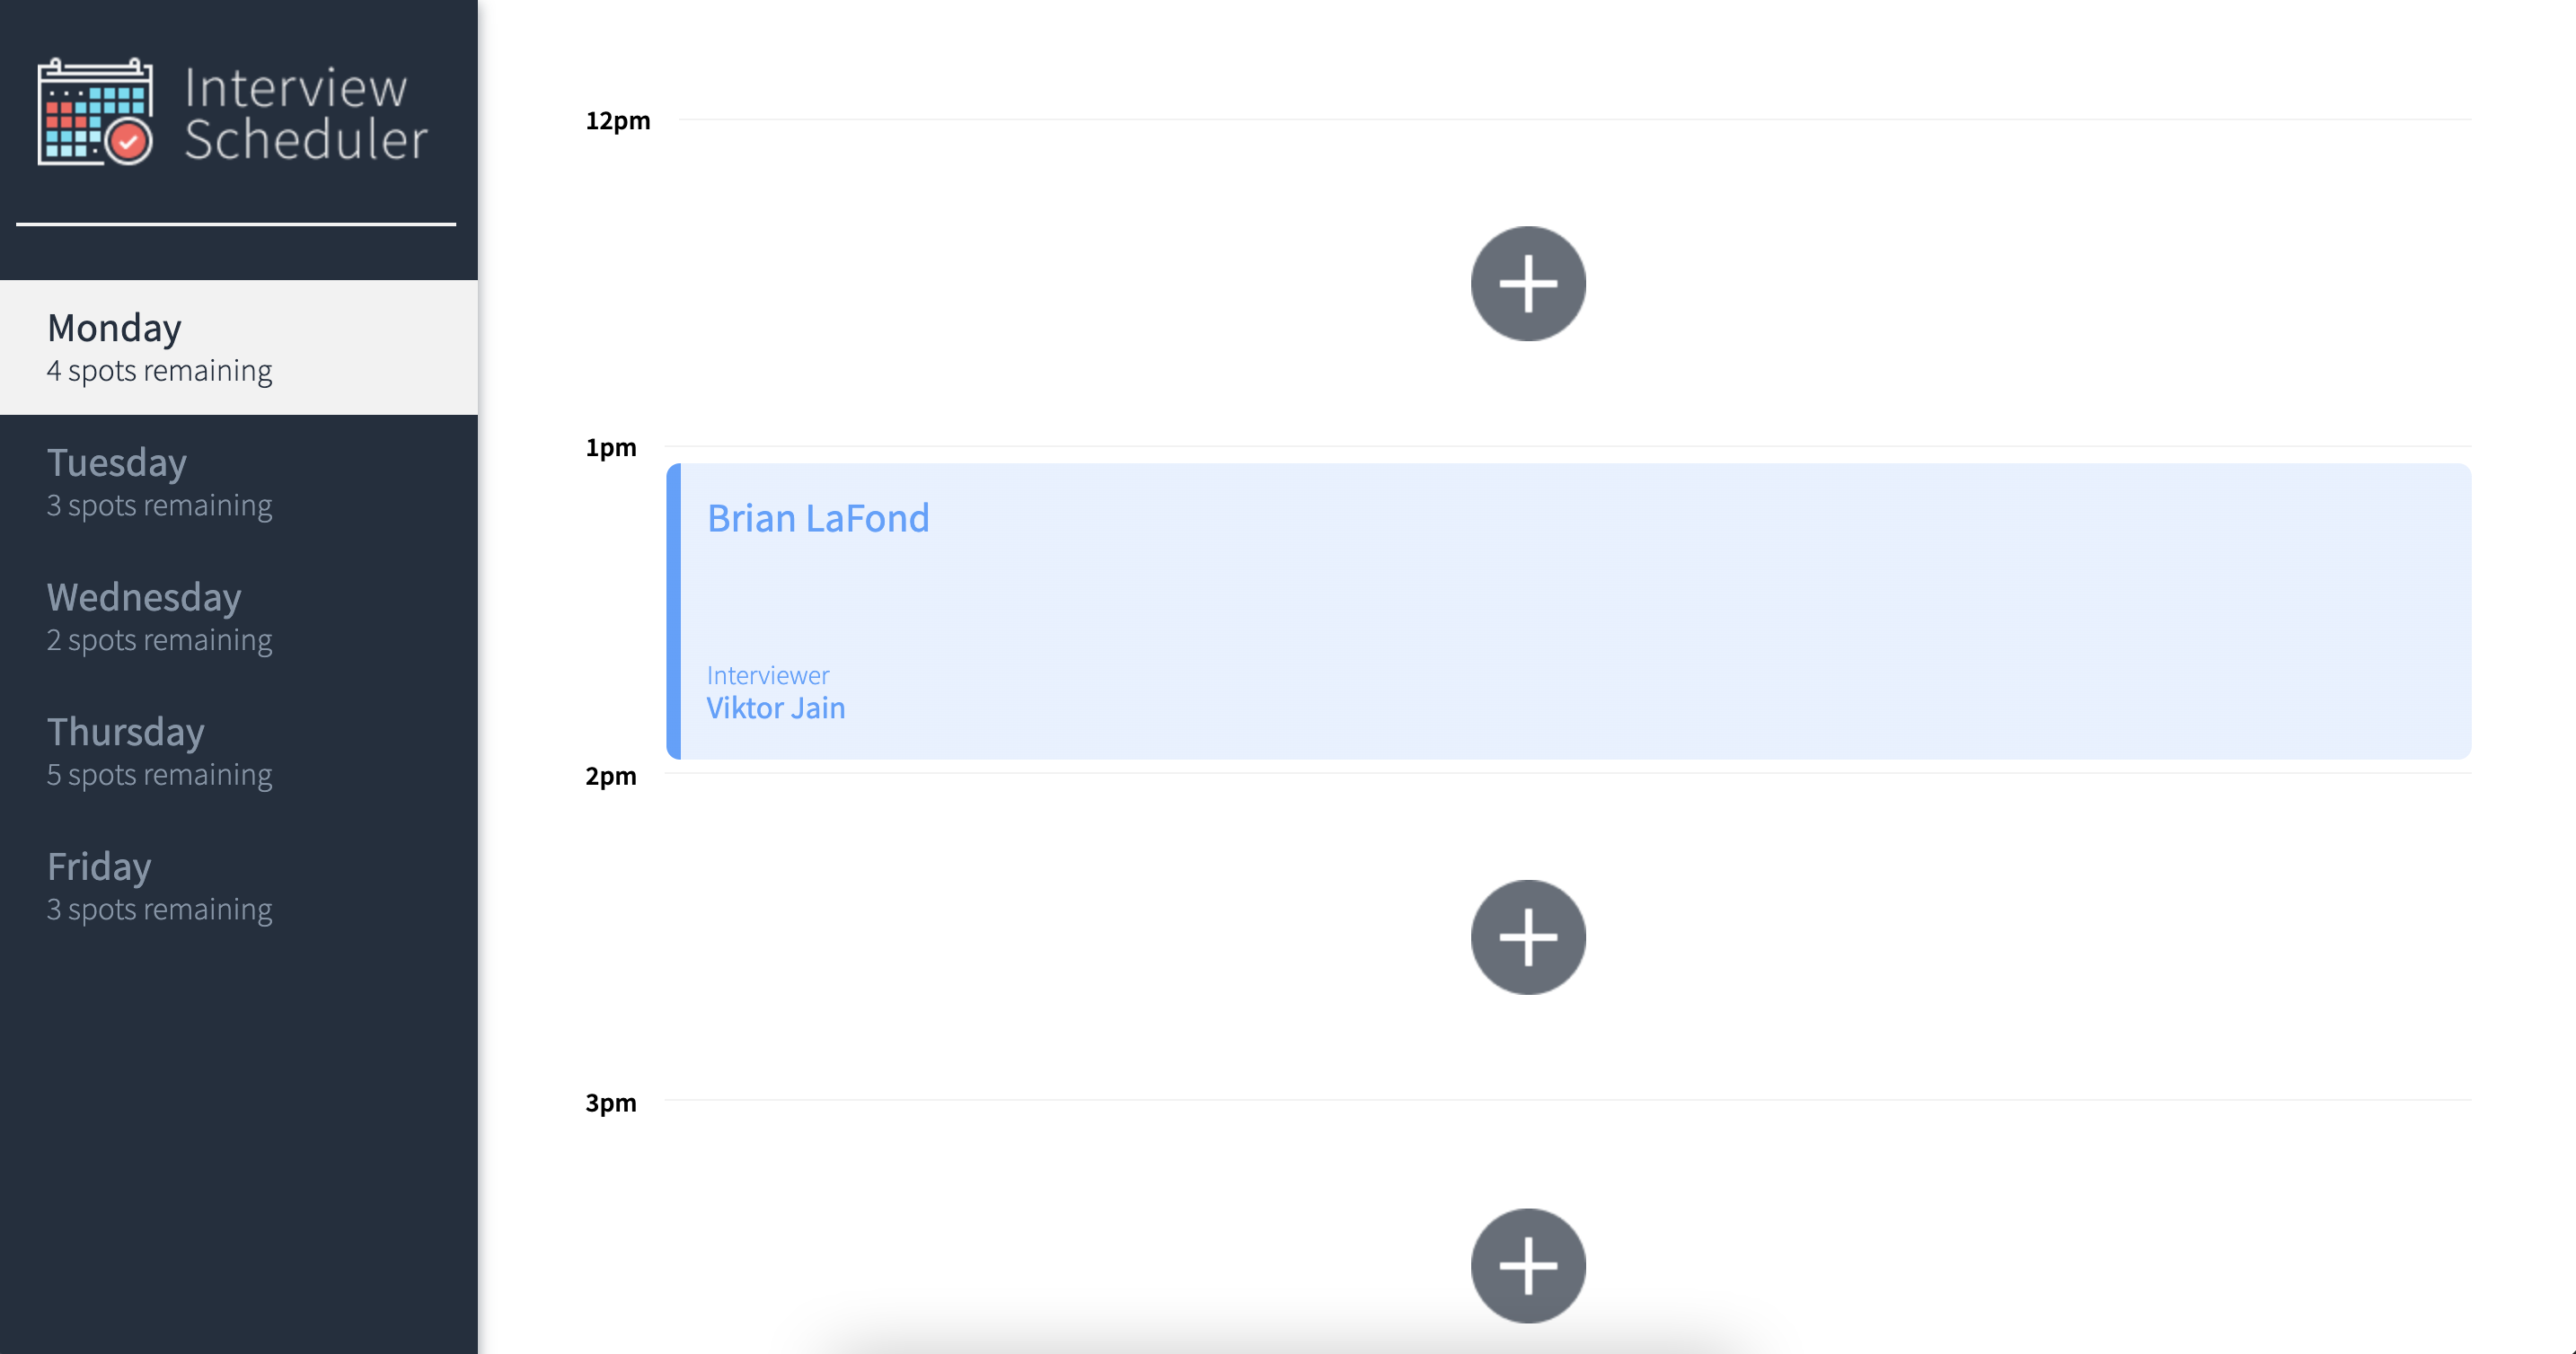 Interview
Scheduler
Monday
4 spots remaining
Tuesday
3 spots remaining
Wednesday
2 spots remaining
Thursday
5 spots remaining
Friday
3 spots remaining
12pm
1pm
Brian LaFond
Interviewer
Viktor Jain
2pm
3pm